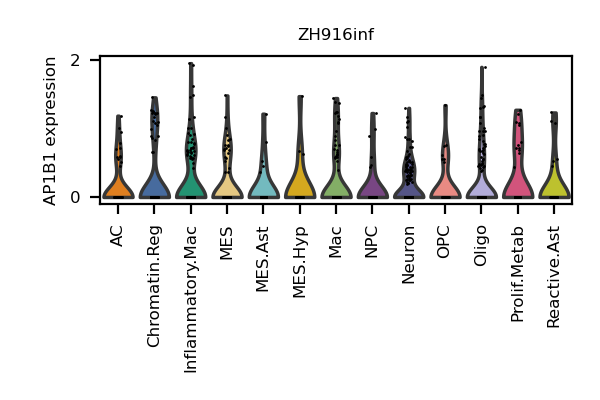 ZH916inf
AP1B1 expression
2
0
AC
Chromatin.Reg
Inflammatory.Mac
MES
MES.Ast
MES.Hyp
Mac
NPC
Neuron
OPC
Oligo
Prolif.Metab
Reactive.Ast